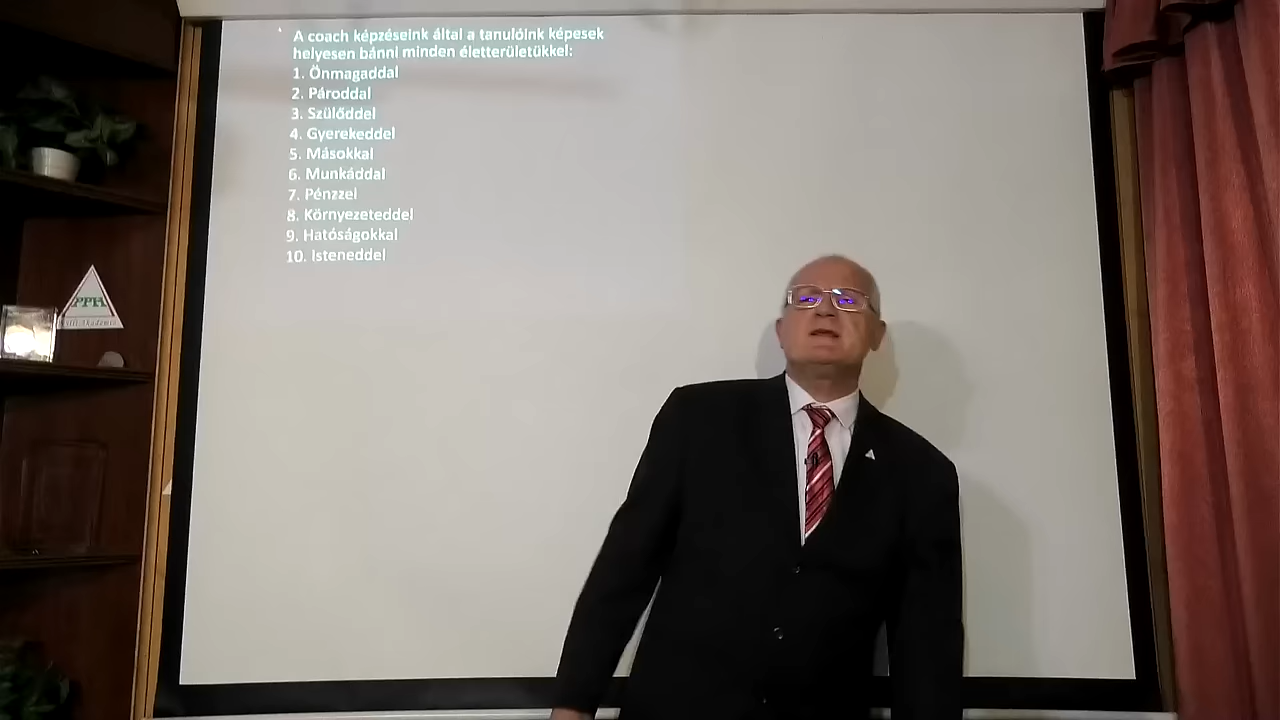 A coach képzéseink által a tanulóink képesek
helyesen bánni minden életterületükkel:
1. Önmagaddal
2. Pároddal
3. Szülőddel
4. Gyerekeddel
5. Másokkal
6. Munkáddal
7. Pénzzel
8. Környezeteddel
9. Hatóságokkal
10. Isteneddel